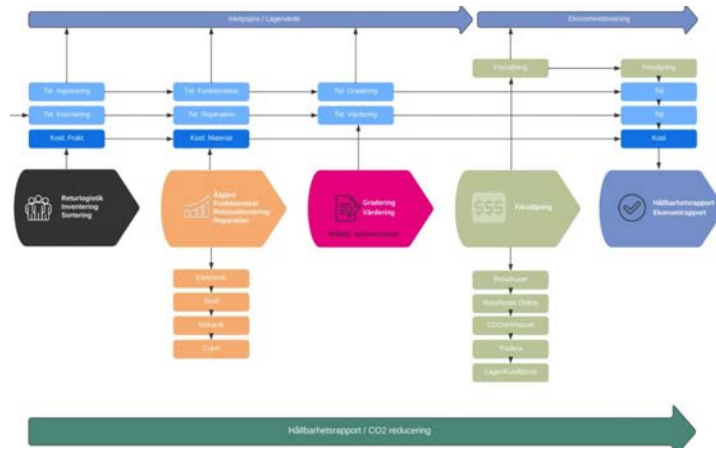 Inköpspris / Lagervärde
Ekonomiredovisning
Försäljning
Försäljning
Tid: registrering
Tid: Funktionstest
Tid: Gradering
Tid
Tid: Inventering
Tid: Reparation
Tid: Värdering
Tid
Kost: Frakt
Kost: Material
Kost
Returlogistik
Inventering
Sortering
Åtgärd
Funktionstest
Rekonditionering
Reparation
Gradering
Värdering
Försäljning
Hållbarhetsrapport
Ekonomirapport
Elektronik
Textil
Cykel
Returhuset
Returhuset Online
Tradera
Hållbarhetsrapport / CO2 reducering